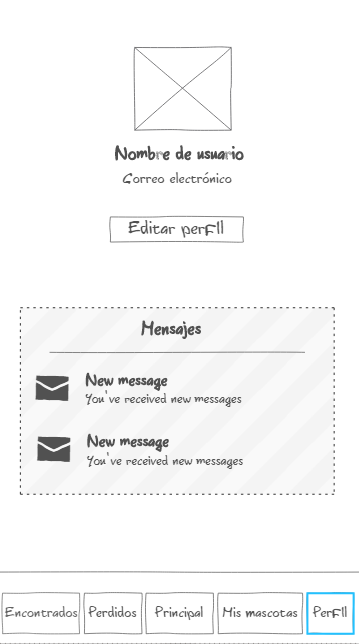 Nombre de usuario
Correo electrónico
Editar perfil
Mensajes
New message
You've received new messages
New message
You've received new messages
Encontrados Perdidos Principal Mis mascotas Perfil